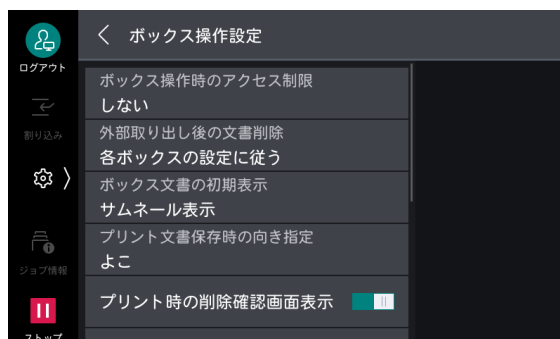 ボックス操作設定
ログアウト
ボックス操作時のアクセス制限
しない
割り込み
外部取り出し後の文書削除
各ボックスの設定に従う
ボックス文書の初期表示
サムネール表示
プリント文書保存時の向き指定
よこ
ジョブ情報
プリント時の削除確認画面表示
ストップ